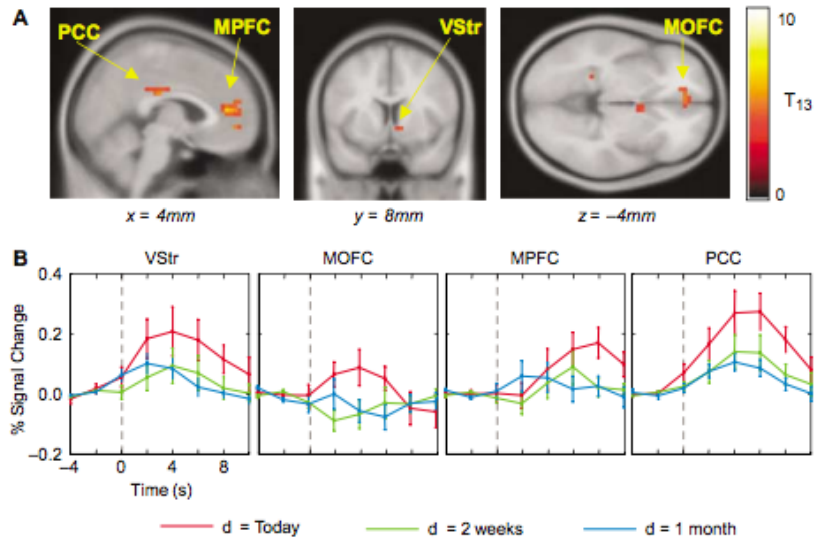 A
PCC
MPFC
VStr
MOFC
10
T13
0
x = 4mm
y = 8mm
z = –4mm
B
VStr
MOFC
MPFC
PCC
% Signal Change
0.4
0.2
0.0
–0.2
–4
0
4
8
Time (s)
d = Today
d = 2 weeks
d = 1 month